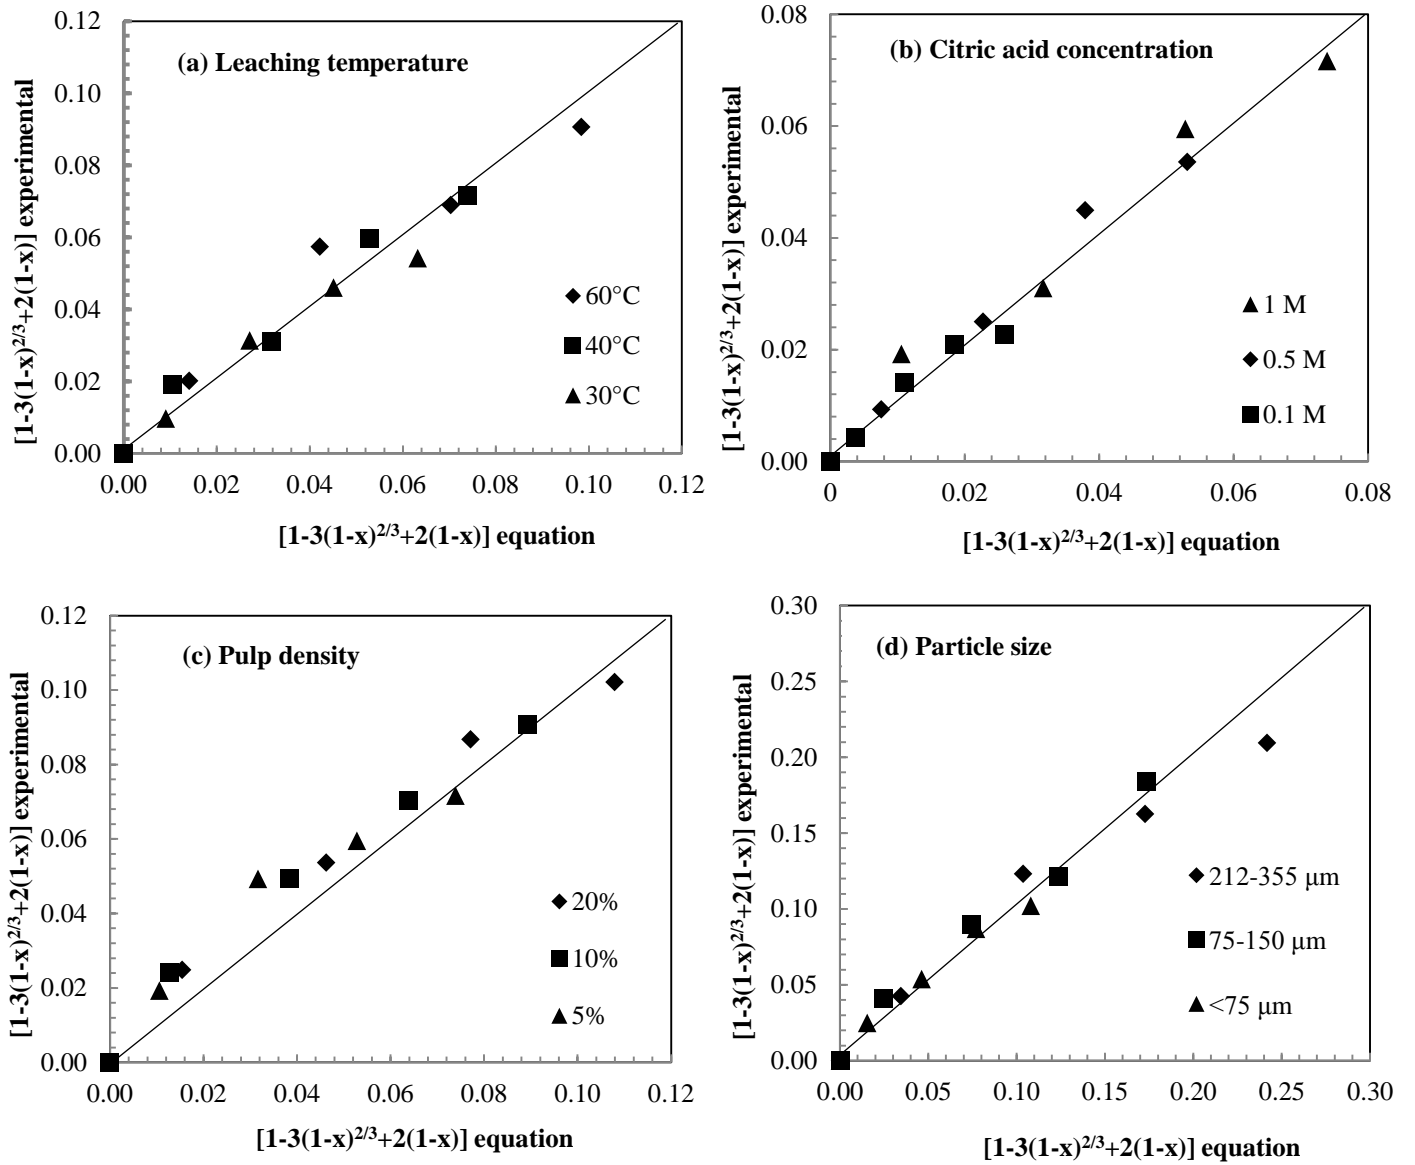 (a) Leaching temperature
[1-3(1-x)2/3+2(1-x)] experimental
0.12
0.10
0.08
0.06
0.04
0.02
0.00
60°C
40°C
30°C
0.00 0.02 0.04 0.06 0.08 0.10 0.12
[1-3(1-x)2/3+2(1-x)] equation
(b) Citric acid concentration
[1-3(1-x)2/3+2(1-x)] experimental
0.08
0.06
0.04
0.02
0.00
1 M
0.5 M
0.1 M
0 0.02 0.04 0.06 0.08
[1-3(1-x)2/3+2(1-x)] equation
(c) Pulp density
[1-3(1-x)2/3+2(1-x)] experimental
0.12
0.10
0.08
0.06
0.04
0.02
0.00
20%
10%
5%
0.00 0.02 0.04 0.06 0.08 0.10 0.12
[1-3(1-x)2/3+2(1-x)] equation
(d) Particle size
[1-3(1-x)2/3+2(1-x)] experimental
0.30
0.25
0.20
0.15
0.10
0.05
0.00
212-355 µm
75-150 µm
<75 µm
0.00 0.05 0.10 0.15 0.20 0.25 0.30
[1-3(1-x)2/3+2(1-x)] equation